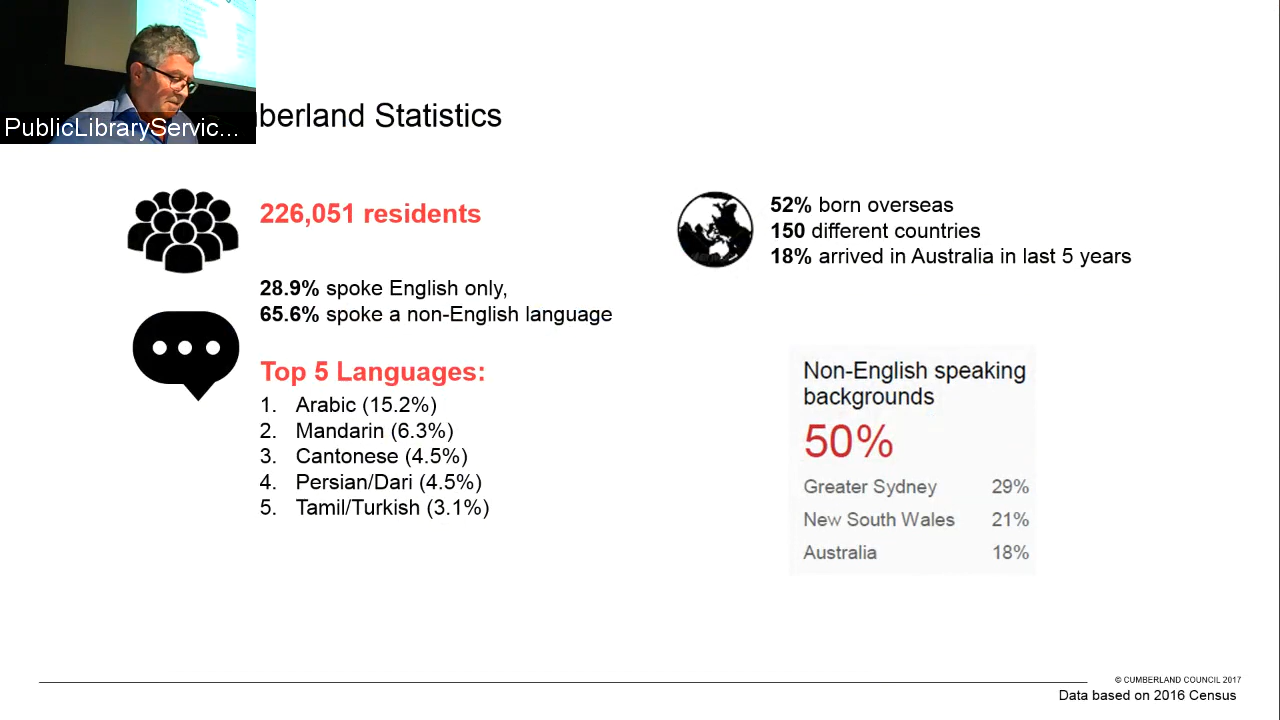 PublicLibraryServic...
berland Statistics
226,051 residents
28.9% spoke English only,
65.6% spoke a non-English language
Top 5 Languages:
1. Arabic (15.2%)
2. Mandarin (6.3%)
3. Cantonese (4.5%)
4. Persian/Dari (4.5%)
5. Tamil/Turkish (3.1%)
52% born overseas
150 different countries
18% arrived in Australia in last 5 years
Non-English speaking
backgrounds
50%
Greater Sydney 29%
New South Wales 21%
Australia 18%
© CUMBERLAND COUNCIL 2017
Data based on 2016 Census